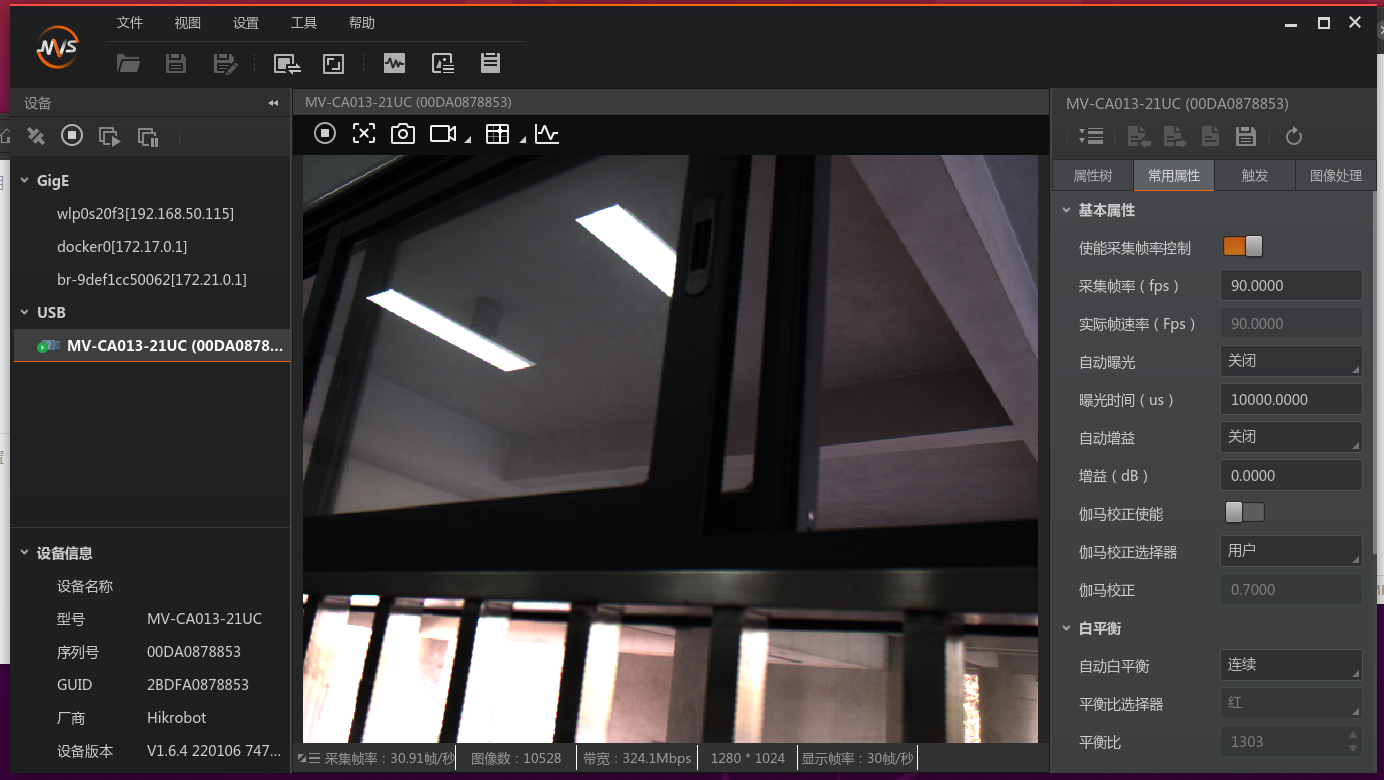 MVS
文件 视图 设置 工具 帮助
设备
MV-CA013-21UC (00DA0878853)
MV-CA013-21UC (00DA0878853)
属性树 常用属性 触发 图像处理
GigE
wlp0s20f3[192.168.50.115]
docker0[172.17.0.1]
br-9def1cc50062[172.21.0.1]
USB
MV-CA013-21UC (00DA0878...
设备信息
设备名称
型号 MV-CA013-21UC
序列号 00DA0878853
GUID 2BDFA0878853
厂商 Hikrobot
设备版本 V1.6.4 220106 747...
采集帧率：30.91帧/秒 图像数：10528 带宽：324.1Mbps 1280 * 1024 显示帧率：30帧/秒
基本属性
使能采集帧率控制
采集帧率（fps） 90.0000
实际帧速率（Fps） 90.0000
自动曝光 关闭
曝光时间（us） 10000.0000
自动增益 关闭
增益（dB） 0.0000
伽马校正使能
伽马校正选择器 用户
伽马校正 0.7000
白平衡
自动白平衡 连续
平衡比选择器 红
平衡比 1303